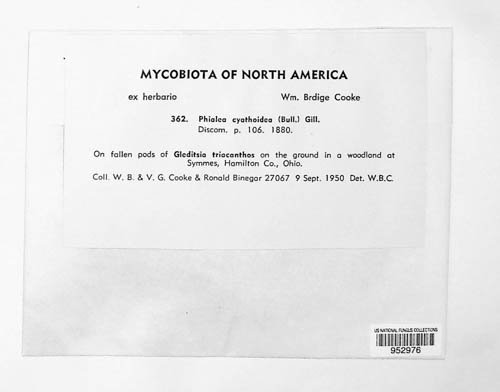 MYCOBIOTA OF NORTH AMERICA
ex herbario Wm. Brdige Cooke
362. Phialea cyathoidea (Bull.) Gill.
Discom. p. 106. 1880.
On fallen pods of Gleditsia triocanthos on the ground in a woodland at
Symmes, Hamilton Co., Ohio.
Coll. W. B. & V. G. Cooke & Ronald Binegar 27067 9 Sept. 1950 Det. W.B.C.
US NATIONAL FUNGUS COLLECTIONS
952976